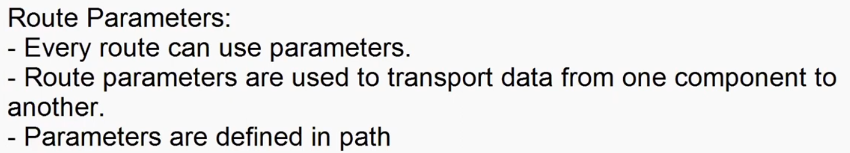 Route Parameters:
- Every route can use parameters.
- Route parameters are used to transport data from one component to
another.
- Parameters are defined in path